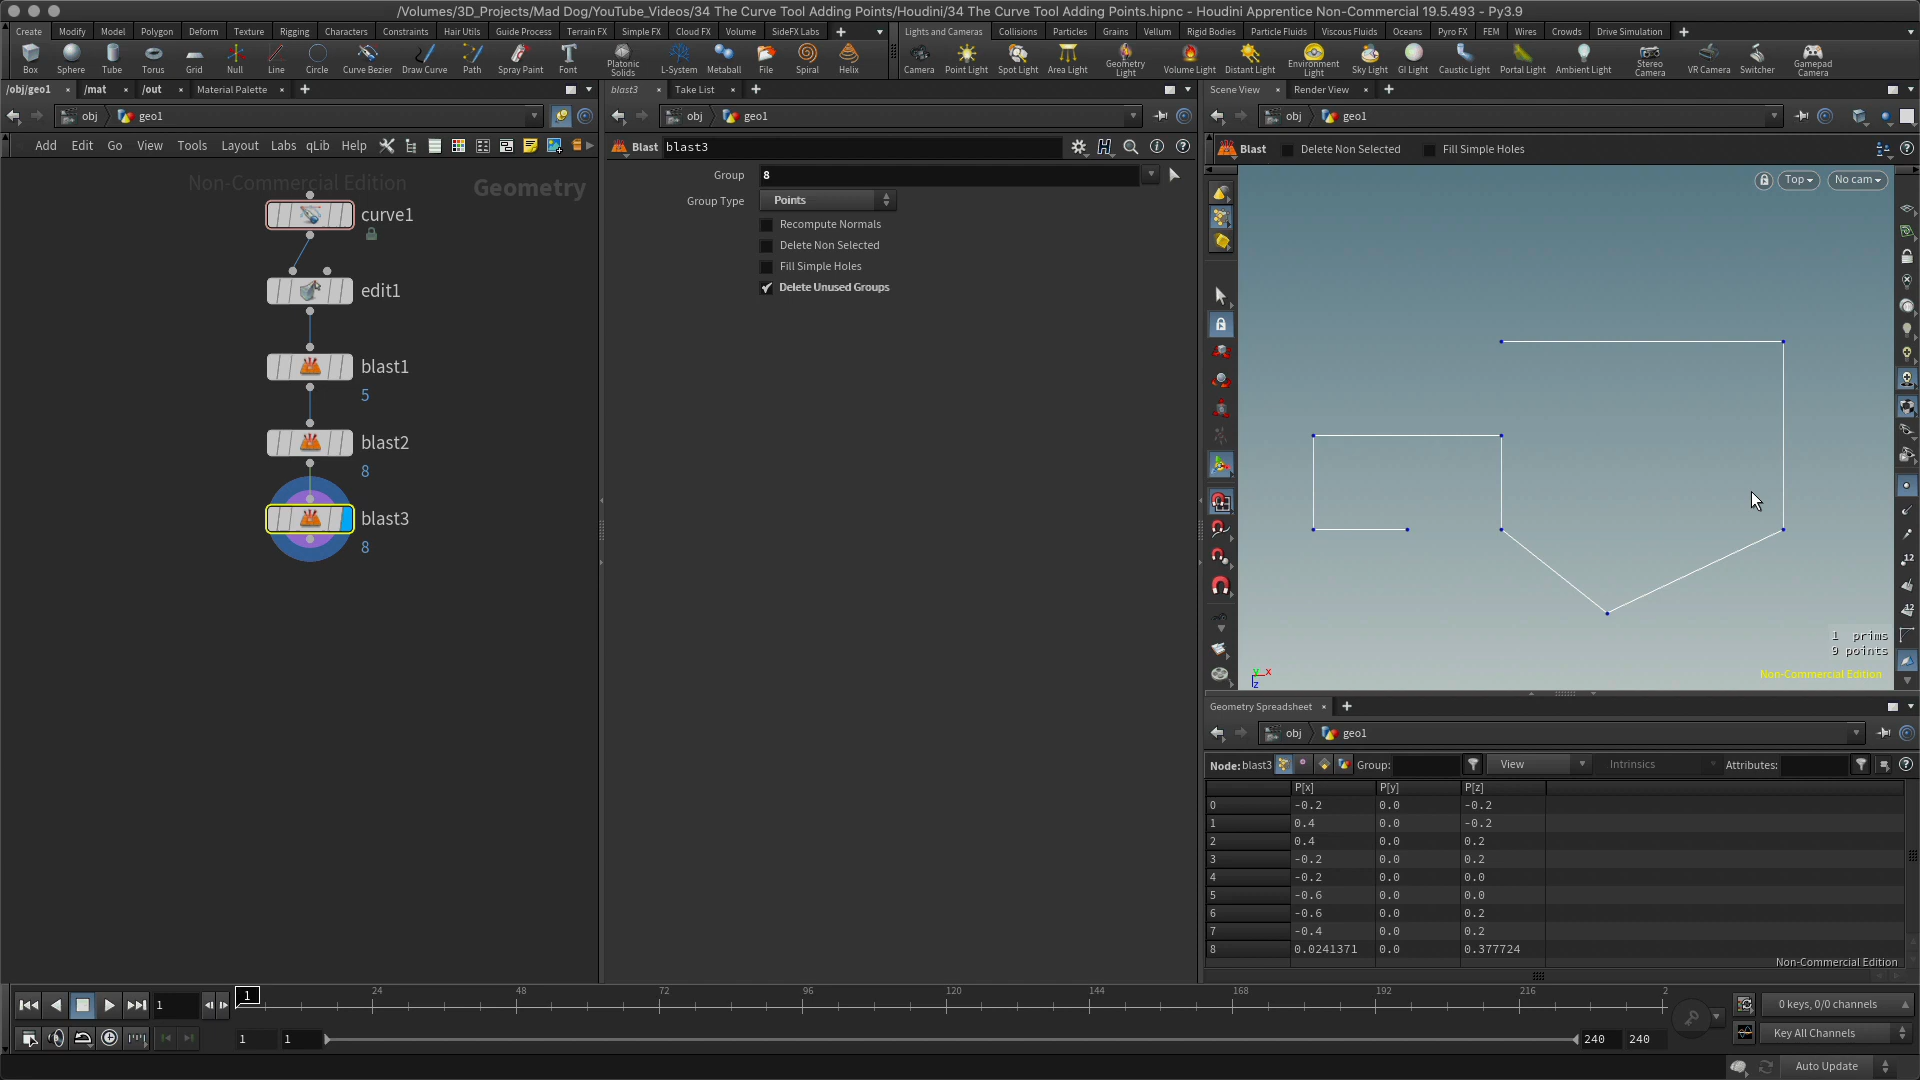 /Volumes/3D_Projects/Mad Dog/YouTube_Videos/34 The Curve Tool Adding Points/Houdini/34 The Curve Tool Adding Points.hipnc - Houdini Apprentice Non-Commercial 19.5.493 - Py3.9
Create Modify Model Polygon Deform Texture Rigging Characters Constraints Hair Utils Guide Process Terrain FX Simple FX Cloud FX Volume SideFX Labs
Lights and Cameras Collisions Particles Grains Vellum Rigid Bodies Particle Fluids Viscous Fluids Oceans Pyro FX FEM Wires Crowds Drive Simulation
Box Sphere Tube Torus Grid Null Line Circle Curve Bezier Draw Curve Path Spray Paint Font Platonic Solids L-System Metaball File Spiral Helix
Camera Point Light Spot Light Area Light Geometry Light Volume Light Distant Light Environment Light Sky Light GI Light Caustic Light Portal Light Ambient Light Stereo Camera VR Camera Switcher Gamepad Camera
/obj/geo1 /mat /out Material Palette
obj geo1
Add Edit Go View Tools Layout Labs qLib Help
Non-Commercial Edition
Geometry
curve1
edit1
blast1
5
blast2
8
blast3
8
blast3 Take List
obj geo1
Blast blast3
Group 8
Group Type Points
Recompute Normals
Delete Non Selected
Fill Simple Holes
Delete Unused Groups
Scene View Render View
obj geo1
Blast Delete Non Selected Fill Simple Holes
Top No cam
12
12
1 prims
9 points
Non-Commercial Edition
y x
z
Geometry Spreadsheet
obj geo1
Node: blast3 Group: View Intrinsics Attributes:
P[x] P[y] P[z]
0 -0.2 0.0 -0.2
1 0.4 0.0 -0.2
2 0.4 0.0 0.2
3 -0.2 0.0 0.2
4 -0.2 0.0 0.0
5 -0.6 0.0 0.0
6 -0.6 0.0 0.2
7 -0.4 0.0 0.2
8 0.0241371 0.0 0.377724
Non-Commercial Edition
1 1 24 48 72 96 120 144 168 192 216 2
0 keys, 0/0 channels
1 1 240 240
Key All Channels
Auto Update